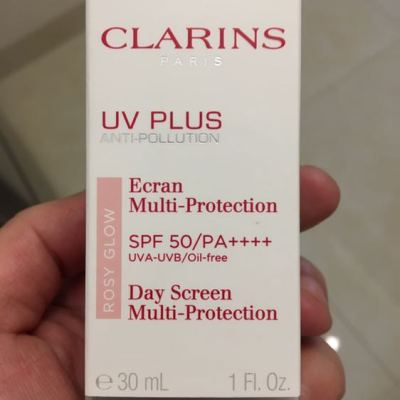 CLARINS
PARIS
UV PLUS
ANTI-POLLUTION
ROSY GLOW
Ecran
Multi-Protection
SPF 50/PA++++
UVA-UVB/Oil-free
Day Screen
Multi-Protection
℮ 30 mL 1 Fl. Oz.